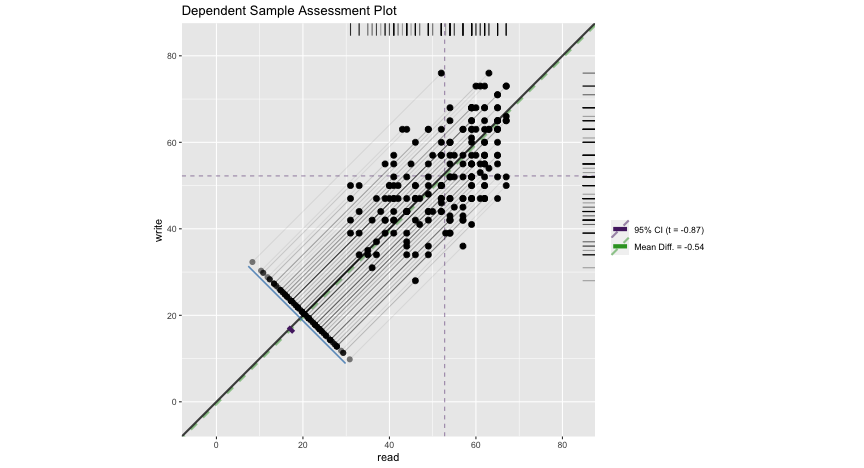 Dependent Sample Assessment Plot
80
60
40
20
0
write
0 20 40 60 80
read
95% CI (t = -0.87)
Mean Diff. = -0.54